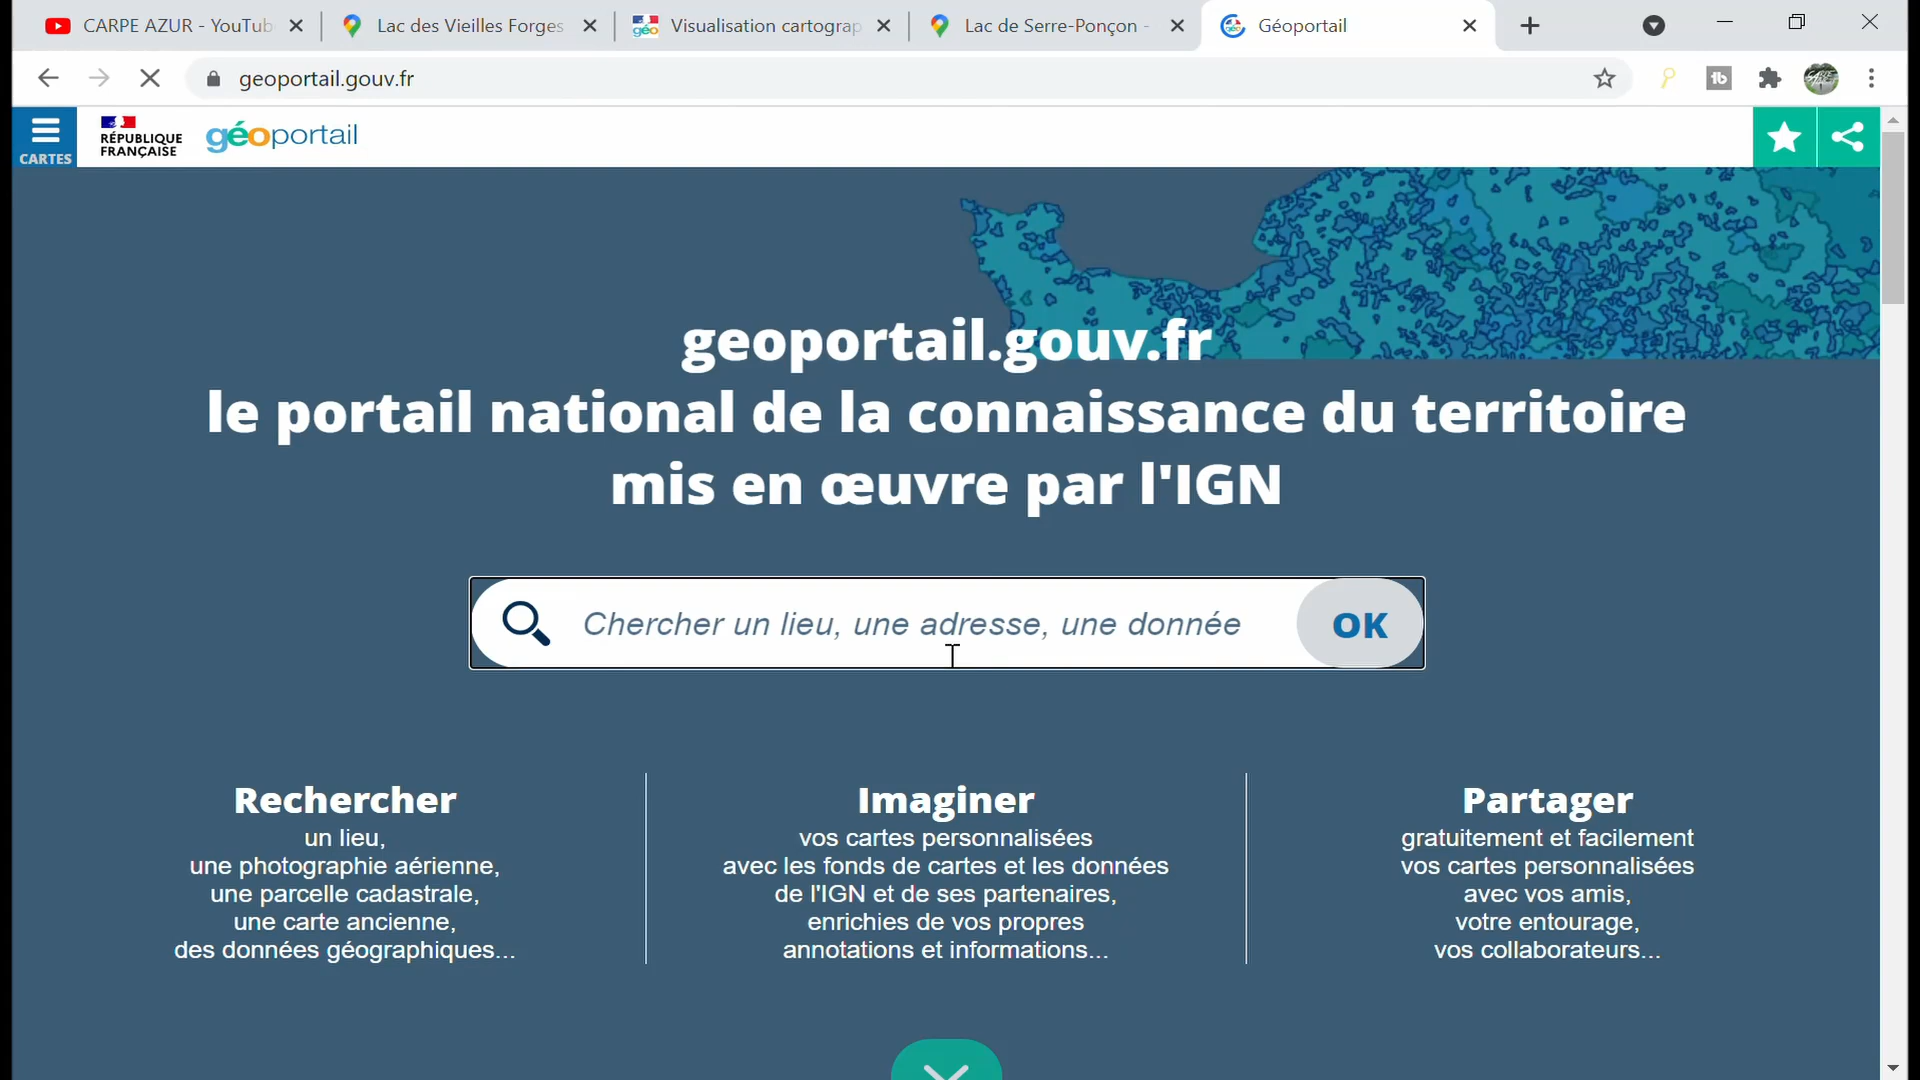 CARPE AZUR - YouTub
Lac des Vieilles Forges
Visualisation cartograp
Lac de Serre-Ponçon -
Géoportail
geoportail.gouv.fr
CARTES
RÉPUBLIQUE
FRANÇAISE
géoportail
geoportail.gouv.fr
le portail national de la connaissance du territoire
mis en œuvre par l'IGN
Chercher un lieu, une adresse, une donnée
OK
Rechercher
un lieu,
une photographie aérienne,
une parcelle cadastrale,
une carte ancienne,
des données géographiques...
Imaginer
vos cartes personnalisées
avec les fonds de cartes et les données
de l'IGN et de ses partenaires,
enrichies de vos propres
annotations et informations...
Partager
gratuitement et facilement
vos cartes personnalisées
avec vos amis,
votre entourage,
vos collaborateurs...